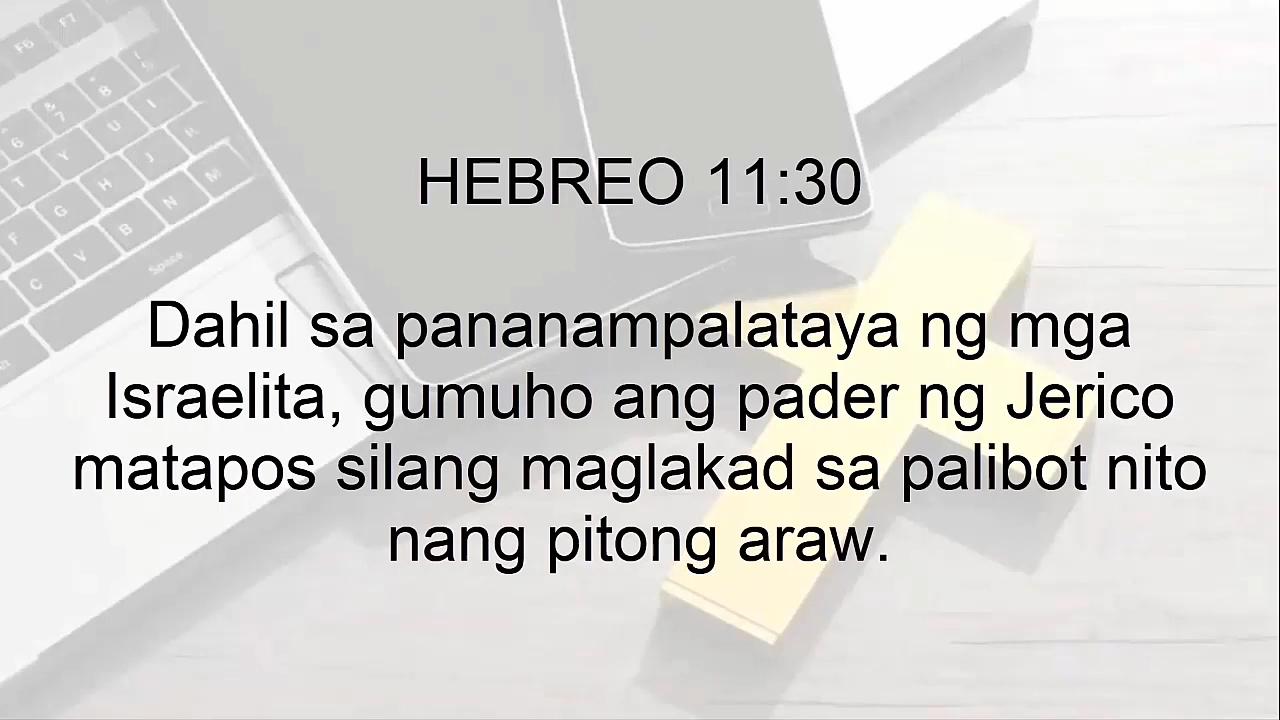 HEBREO 11:30
Dahil sa pananampalataya ng mga
Israelita, gumuho ang pader ng Jerico
matapos silang maglakad sa palibot nito
nang pitong araw.